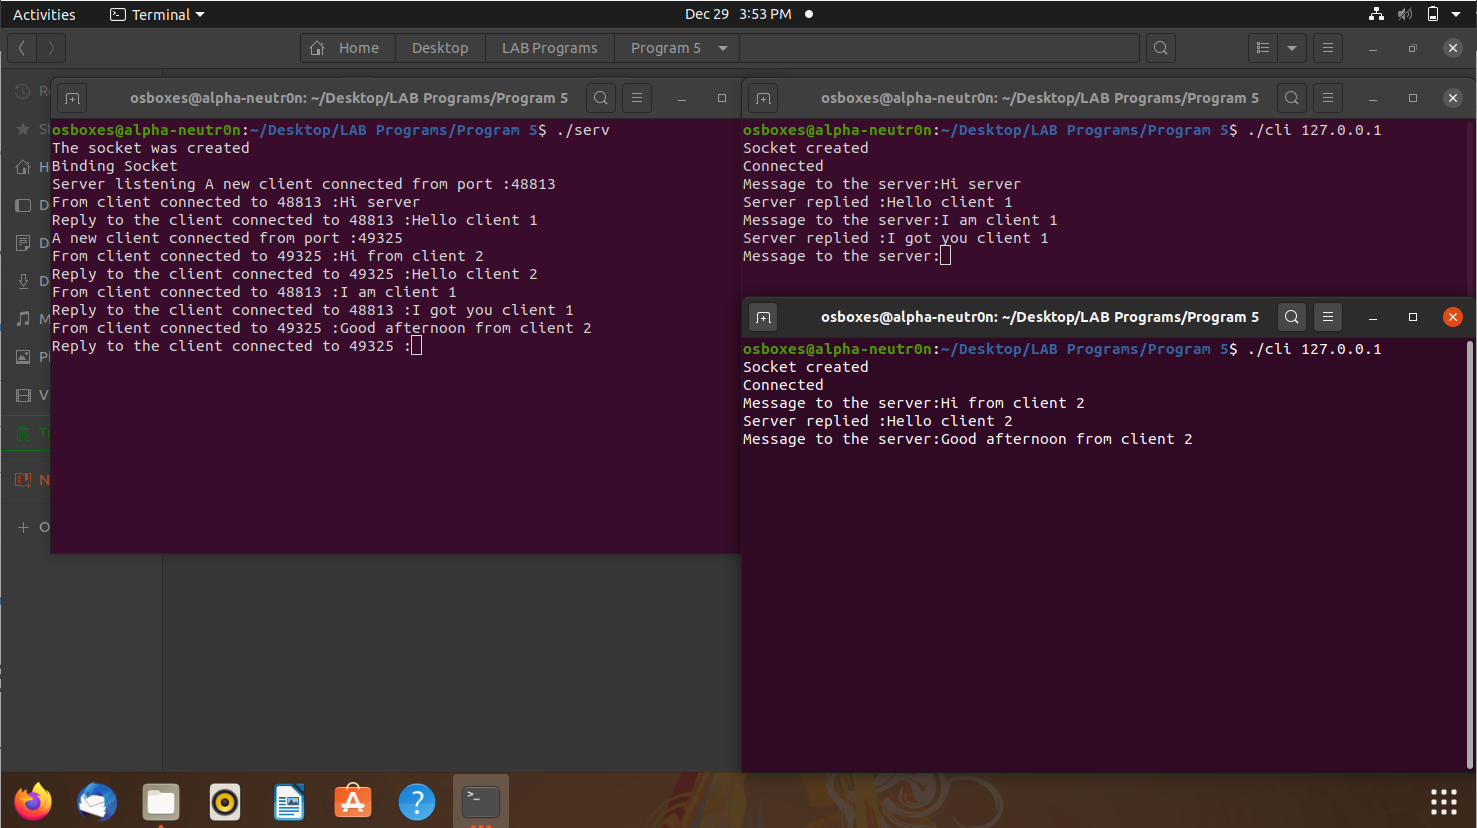 Activities
Terminal
Dec 29 3:53 PM
Home
Desktop
LAB Programs
Program 5
osboxes@alpha-neutr0n: ~/Desktop/LAB Programs/Program 5
osboxes@alpha-neutr0n:~/Desktop/LAB Programs/Program 5$ ./serv
The socket was created
Binding Socket
Server listening A new client connected from port :48813
From client connected to 48813 :Hi server
Reply to the client connected to 48813 :Hello client 1
A new client connected from port :49325
From client connected to 49325 :Hi from client 2
Reply to the client connected to 49325 :Hello client 2
From client connected to 48813 :I am client 1
Reply to the client connected to 48813 :I got you client 1
From client connected to 49325 :Good afternoon from client 2
Reply to the client connected to 49325 :
osboxes@alpha-neutr0n: ~/Desktop/LAB Programs/Program 5
osboxes@alpha-neutr0n:~/Desktop/LAB Programs/Program 5$ ./cli 127.0.0.1
Socket created
Connected
Message to the server:Hi server
Server replied :Hello client 1
Message to the server:I am client 1
Server replied :I got you client 1
Message to the server:
osboxes@alpha-neutr0n: ~/Desktop/LAB Programs/Program 5
osboxes@alpha-neutr0n:~/Desktop/LAB Programs/Program 5$ ./cli 127.0.0.1
Socket created
Connected
Message to the server:Hi from client 2
Server replied :Hello client 2
Message to the server:Good afternoon from client 2